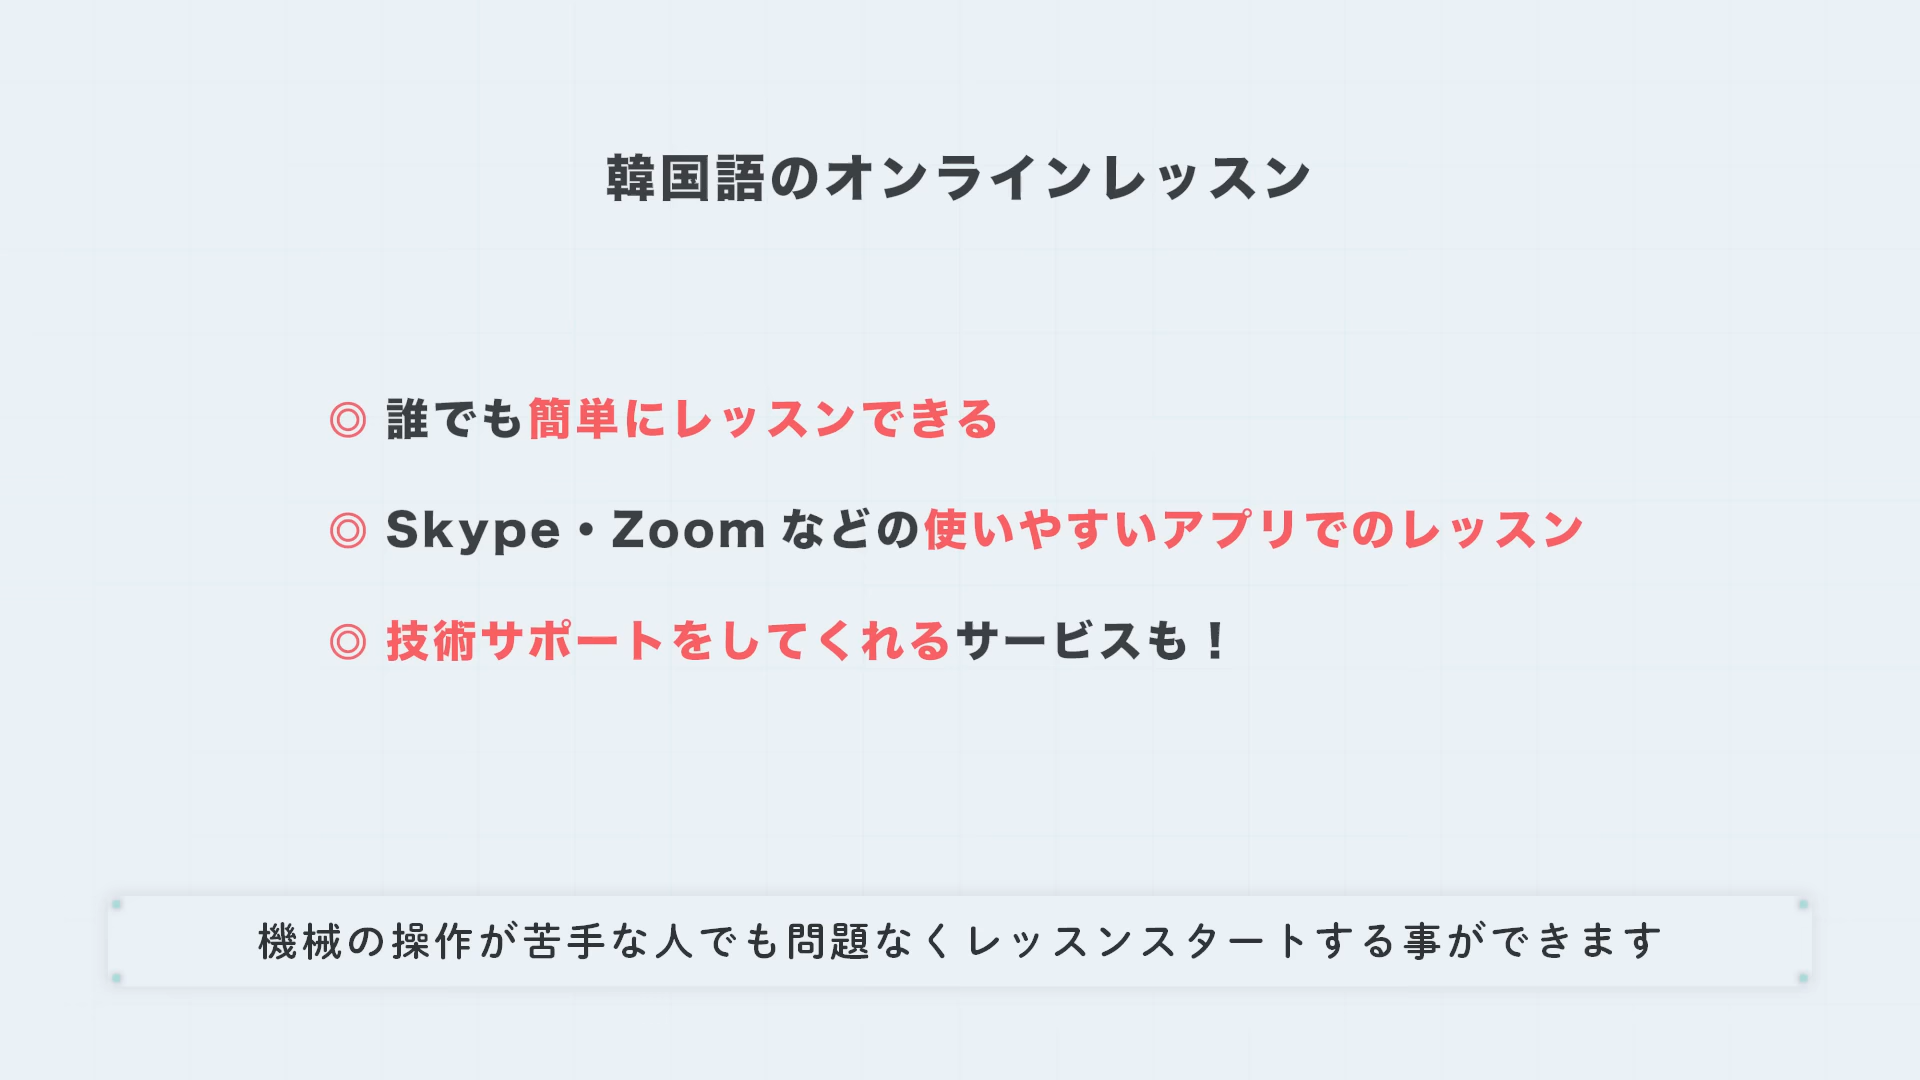 韓国語のオンラインレッスン
◎ 誰でも簡単にレッスンできる
◎ Skype・Zoom などの使いやすいアプリでのレッスン
◎ 技術サポートをしてくれるサービスも！
機械の操作が苦手な人でも問題なくレッスンスタートする事ができます